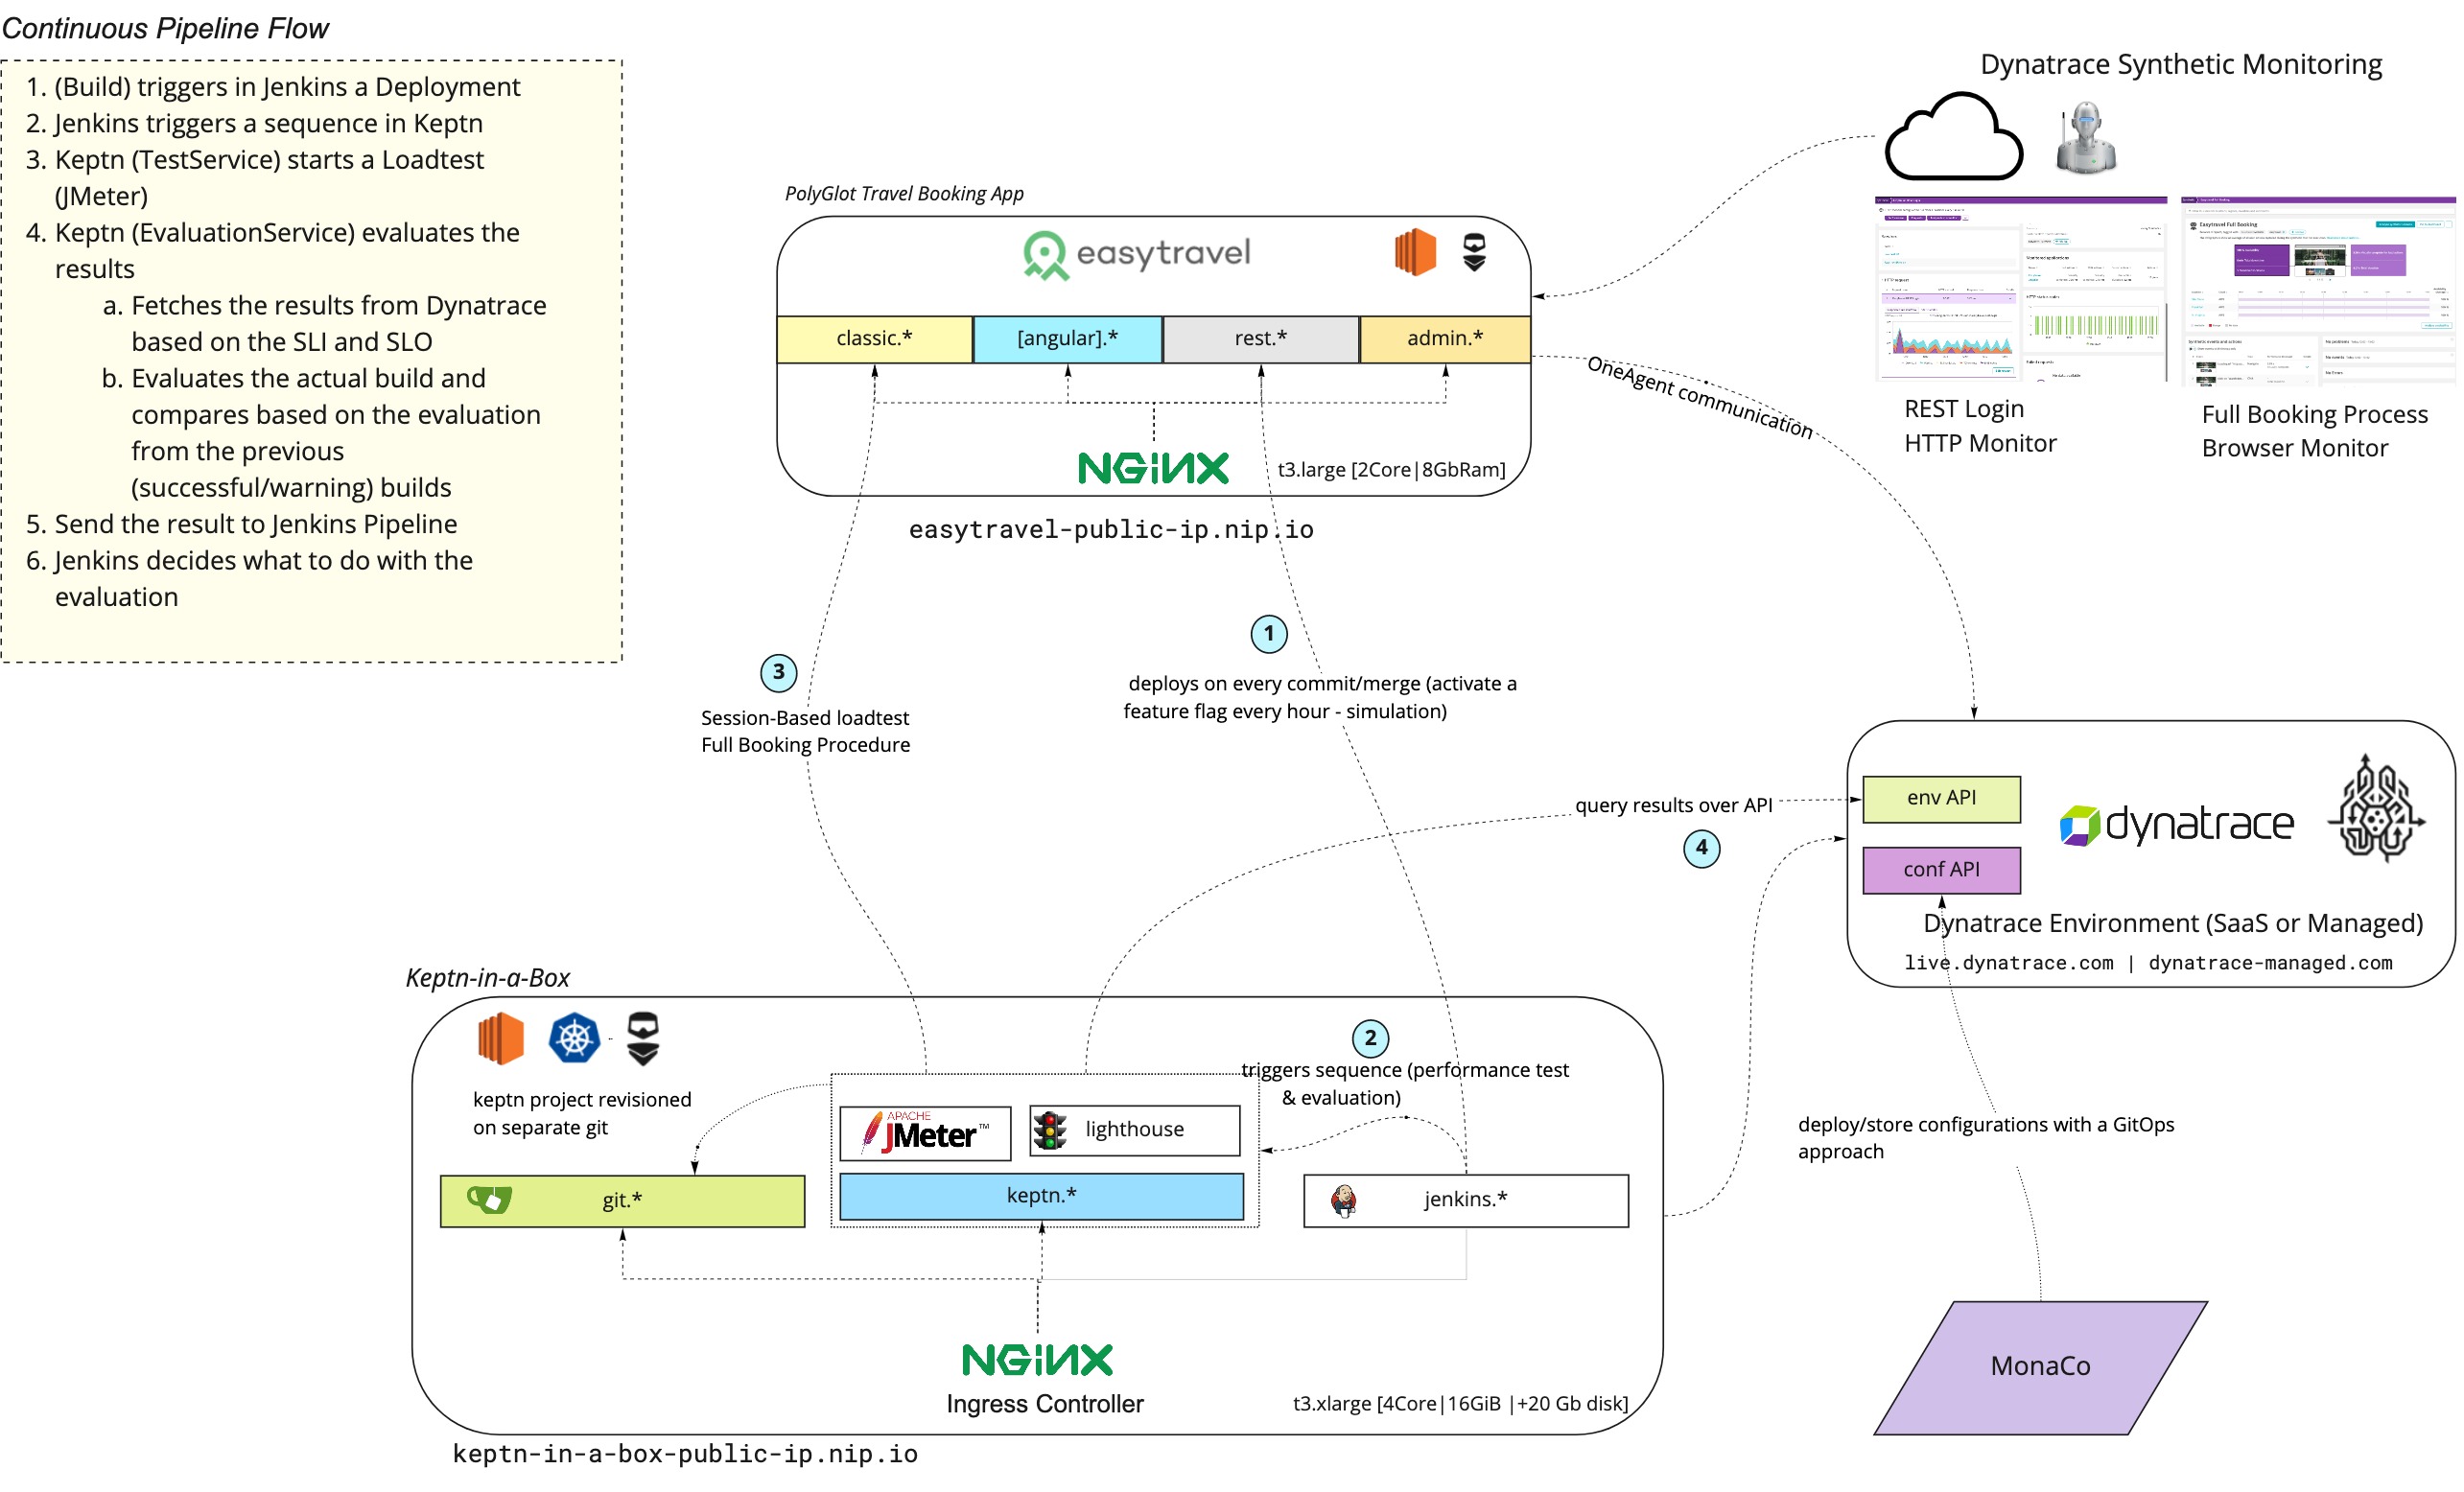 Continuous Pipeline Flow
1. (Build) triggers in Jenkins a Deployment
2. Jenkins triggers a sequence in Keptn
3. Keptn (TestService) starts a Loadtest
(JMeter)
4. Keptn (EvaluationService) evaluates the
results
a. Fetches the results from Dynatrace
based on the SLI and SLO
b. Evaluates the actual build and
compares based on the evaluation
from the previous
(successful/warning) builds
5. Send the result to Jenkins Pipeline
6. Jenkins decides what to do with the
evaluation
Dynatrace Synthetic Monitoring
REST Login
HTTP Monitor
Easytravel Full Booking
Full Booking Process
Browser Monitor
PolyGlot Travel Booking App
easytravel
classic.*
[angular].*
rest.*
admin.*
NGiNX
t3.large [2Core|8GbRam]
easytravel-public-ip.nip.io
OneAgent communication
1
deploys on every commit/merge (activate a
feature flag every hour - simulation)
3
Session-Based loadtest
Full Booking Procedure
query results over API
4
env API
conf API
dynatrace
Dynatrace Environment (SaaS or Managed)
live.dynatrace.com | dynatrace-managed.com
Keptn-in-a-Box
keptn project revisioned
on separate git
2
triggers sequence (performance test
& evaluation)
APACHE
JMeter™
lighthouse
git.*
keptn.*
jenkins.*
NGiNX
Ingress Controller
t3.xlarge [4Core|16GiB |+20 Gb disk]
keptn-in-a-box-public-ip.nip.io
deploy/store configurations with a GitOps
approach
MonaCo